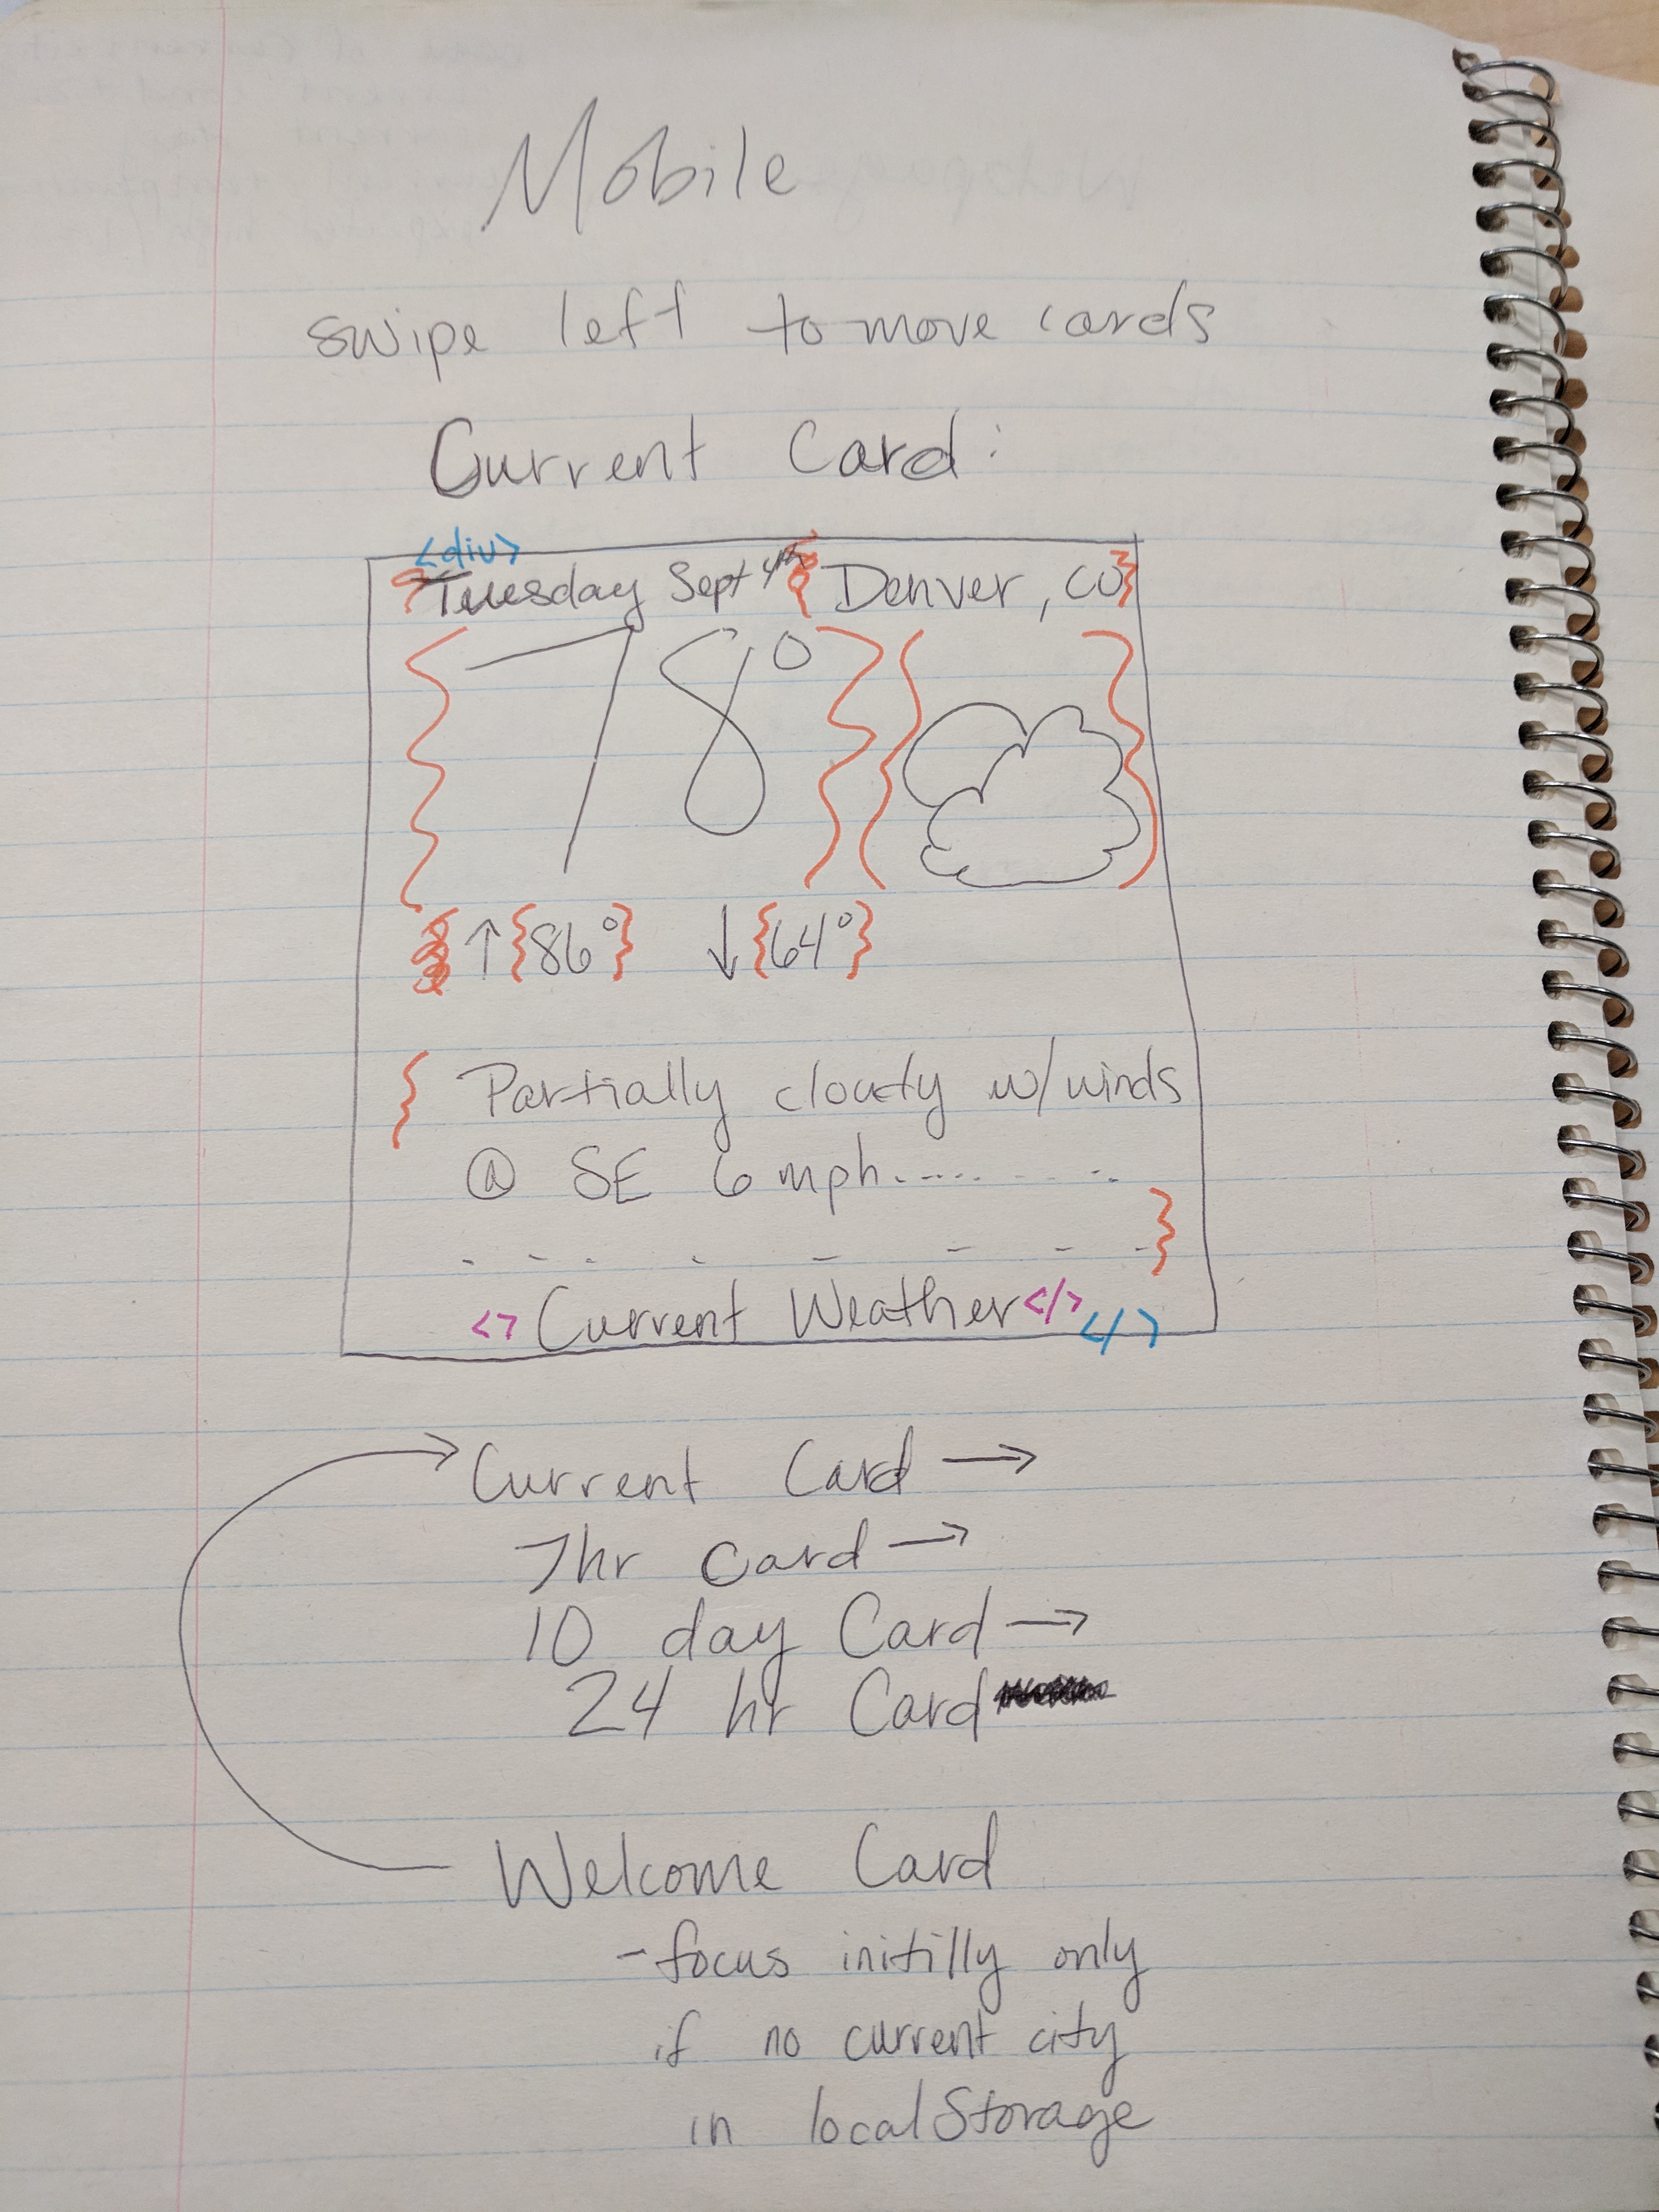 Mobile
swipe left to move cards
Current Card:
<div>
{Tuesday Sept 4th} {Denver, CO}
{78°} { }
↑{86°} ↓{64°}
{Partially cloudy w/winds
@ SE 6 mph..........
. - - . . - - - -}
<>Current Weather</></>
Current Card →
7hr Card →
10 day Card →
24 hr Card
Welcome Card
-focus initilly only
if no current city
in localStorage